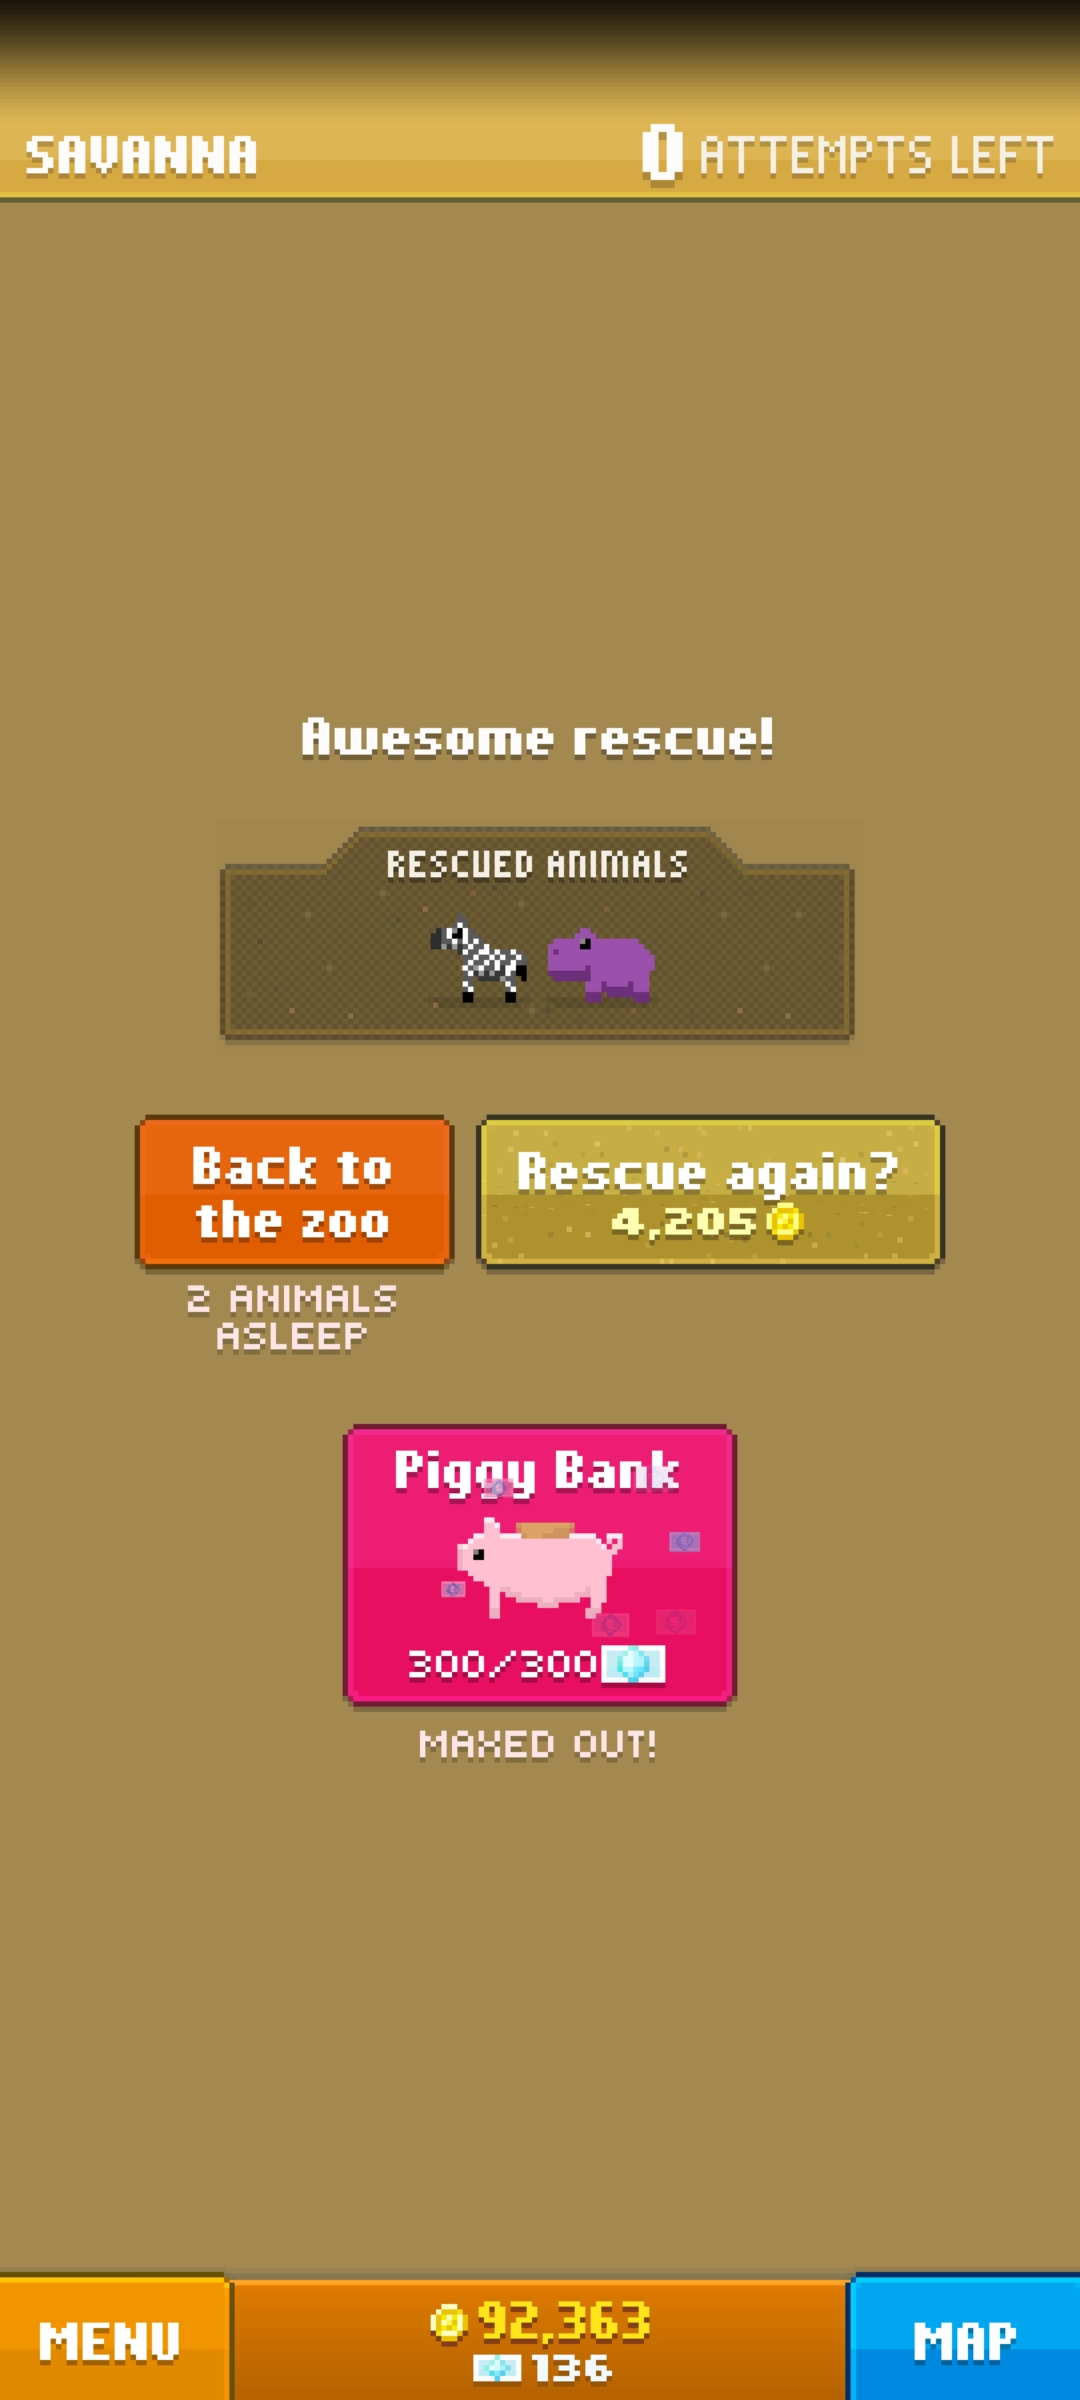 SAVANNA
0 ATTEMPTS LEFT
Awesome rescue!
RESCUED ANIMALS
Back to
the zoo
Rescue again?
4,205
2 ANIMALS
ASLEEP
Piggy Bank
300/300
MAXED OUT!
MENU
92,363
136
MAP